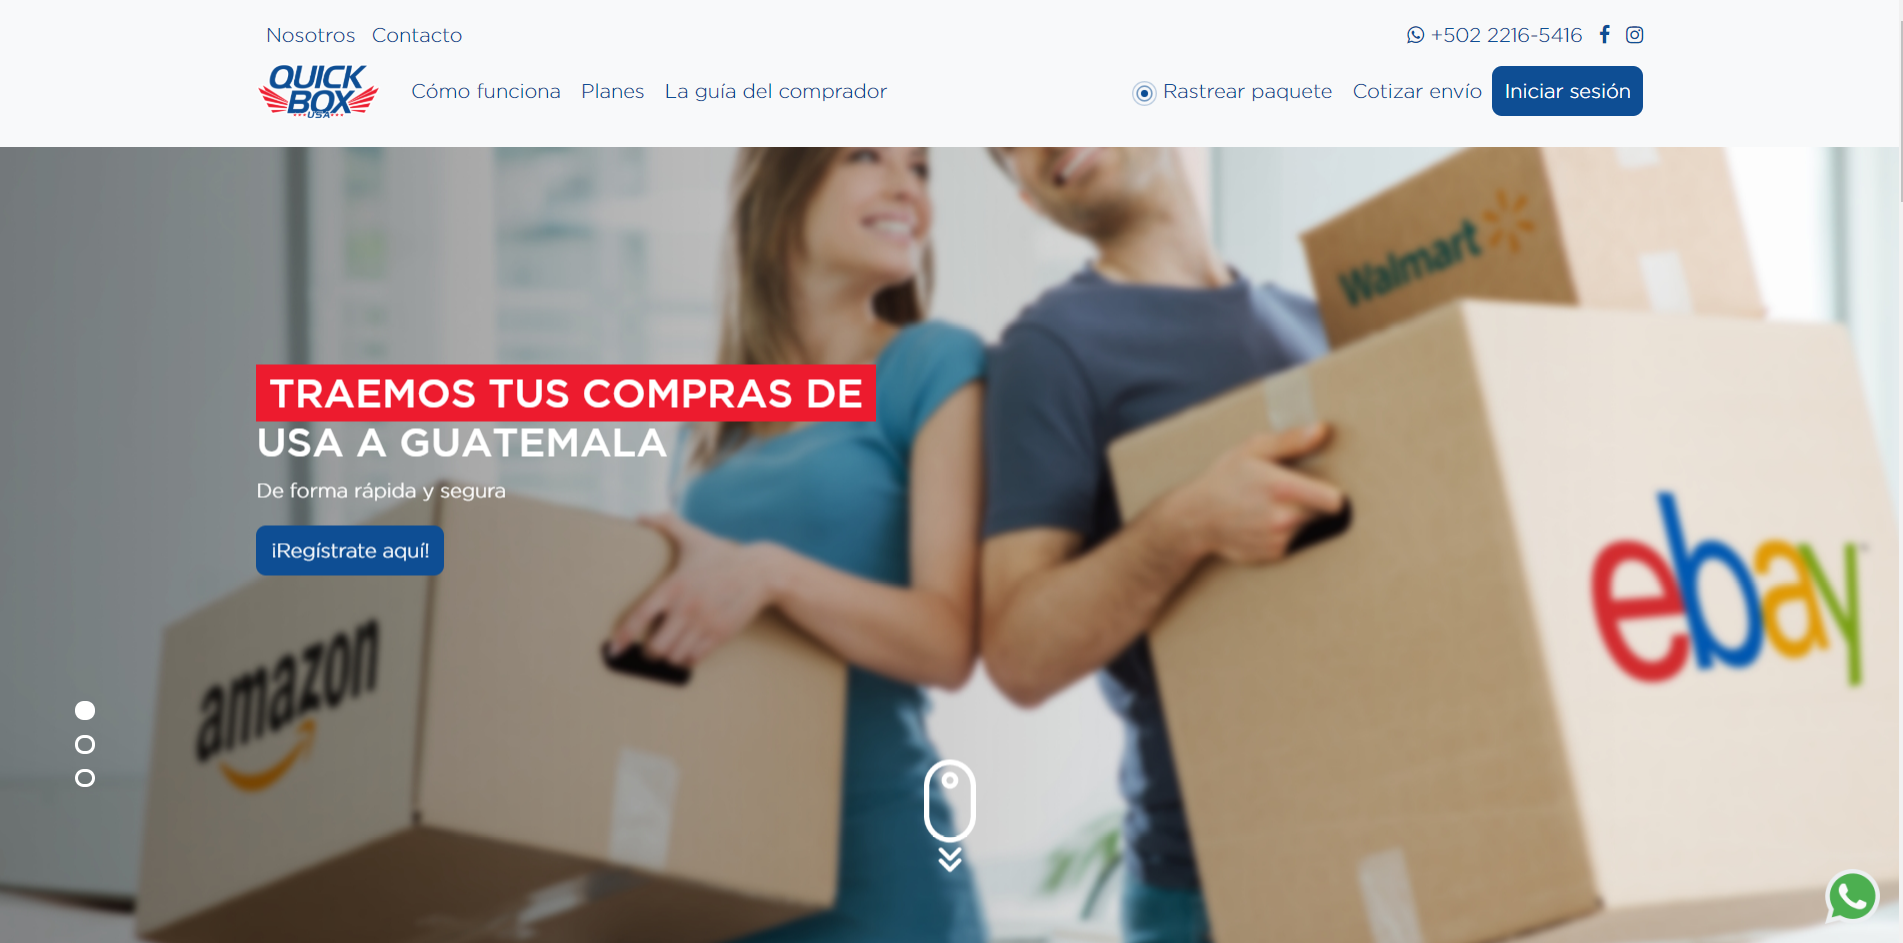 Nosotros Contacto
+502 2216-5416
QUICK
BOX
USA
Cómo funciona Planes La guía del comprador
Rastrear paquete Cotizar envío Iniciar sesión
Walmart
TRAEMOS TUS COMPRAS DE
USA A GUATEMALA
De forma rápida y segura
¡Regístrate aquí!
ebay
amazon